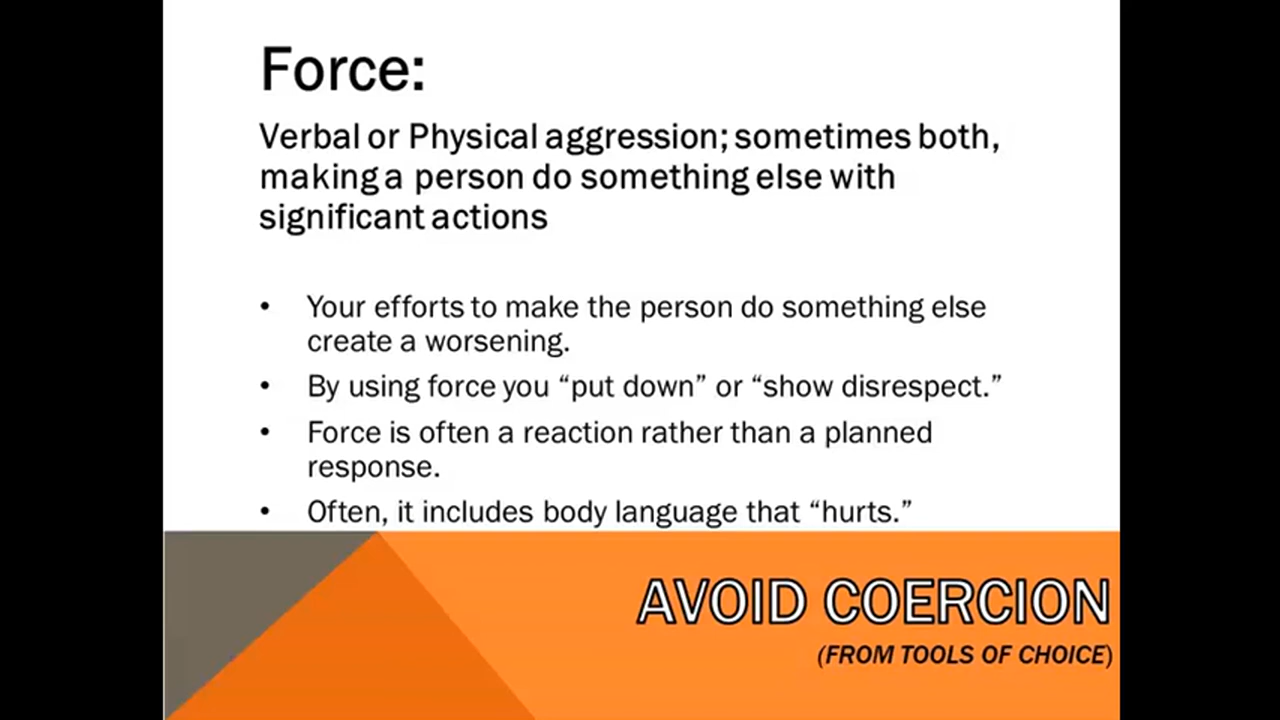 Force:
Verbal or Physical aggression; sometimes both,
making a person do something else with
significant actions
• Your efforts to make the person do something else
create a worsening.
• By using force you “put down” or “show disrespect.”
• Force is often a reaction rather than a planned
response.
• Often, it includes body language that “hurts.”
AVOID COERCION
(FROM TOOLS OF CHOICE)